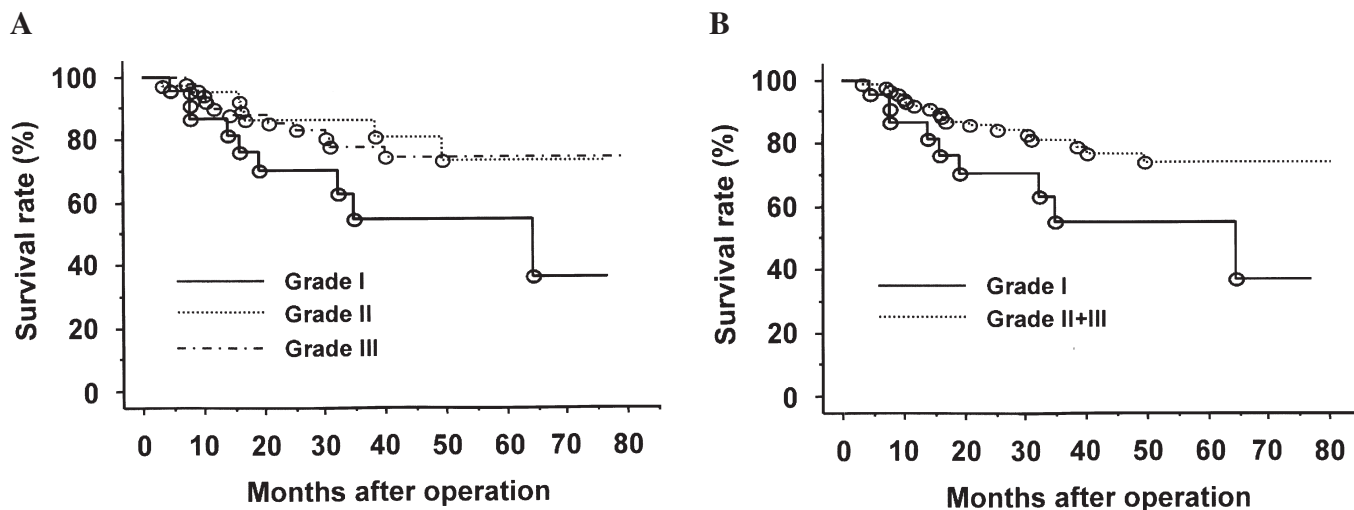 A
Survival rate (%)
100
80
60
40
20
0
Grade I
Grade II
Grade III
0 10 20 30 40 50 60 70 80
Months after operation
B
Survival rate (%)
100
80
60
40
20
0
Grade I
Grade II+III
0 10 20 30 40 50 60 70 80
Months after operation